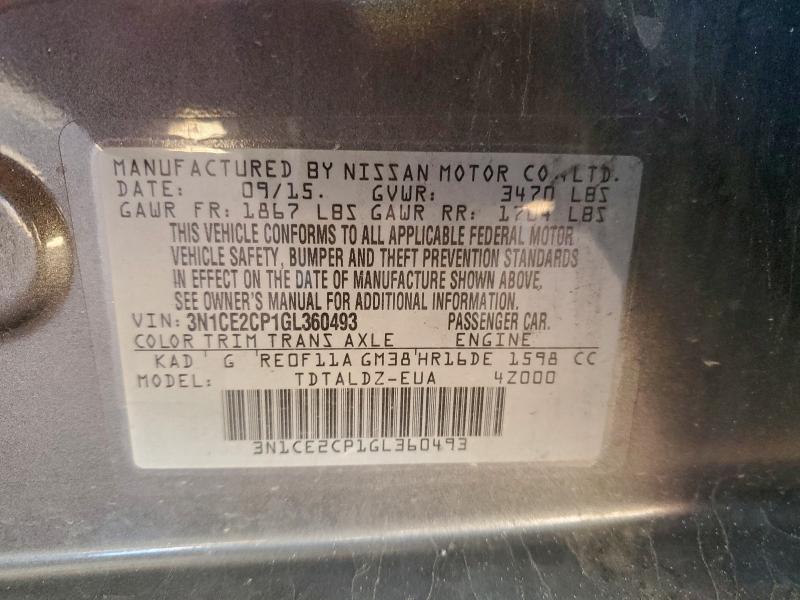 MANUFACTURED BY NISSAN MOTOR CO.,LTD.
DATE: 09/15. GVWR: 3470 LBS
GAWR FR: 1867 LBS GAWR RR: 1704 LBS
THIS VEHICLE CONFORMS TO ALL APPLICABLE FEDERAL MOTOR
VEHICLE SAFETY, BUMPER AND THEFT PREVENTION STANDARDS
IN EFFECT ON THE DATE OF MANUFACTURE SHOWN ABOVE,
SEE OWNER'S MANUAL FOR ADDITIONAL INFORMATION.
VIN: 3N1CE2CP1GL360493 PASSENGER CAR.
COLOR TRIM TRANS AXLE ENGINE
KAD G RE0F11A GM38 HR16DE 1598 CC
MODEL: TDTALDZ-EUA 4Z000
3N1CE2CP1GL360493